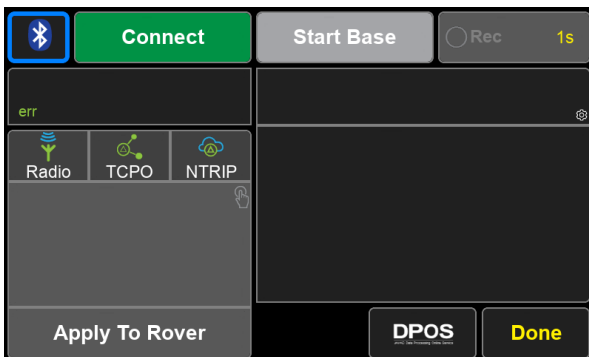 Connect
Start Base
Rec
1s
err
Radio
TCPO
NTRIP
Apply To Rover
DPOS
Done